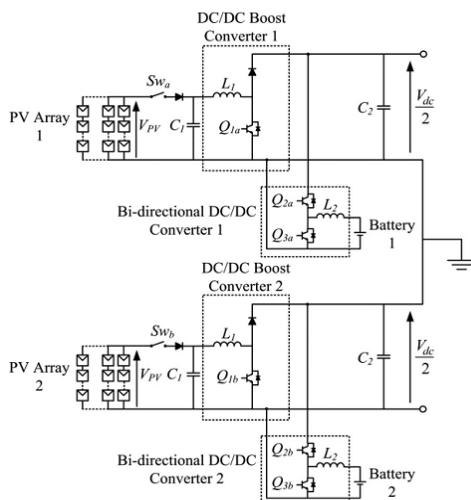 DC/DC Boost
Converter 1
Sw_a
L_1
PV Array
1
V_PV
C_1
Q_1a
C_2
V_dc
2
Q_2a
L_2
Bi-directional DC/DC
Converter 1
Q_3a
Battery
1
DC/DC Boost
Converter 2
Sw_b
L_1
PV Array
2
V_PV
C_1
Q_1b
C_2
V_dc
2
Q_2b
L_2
Bi-directional DC/DC
Converter 2
Q_3b
Battery
2